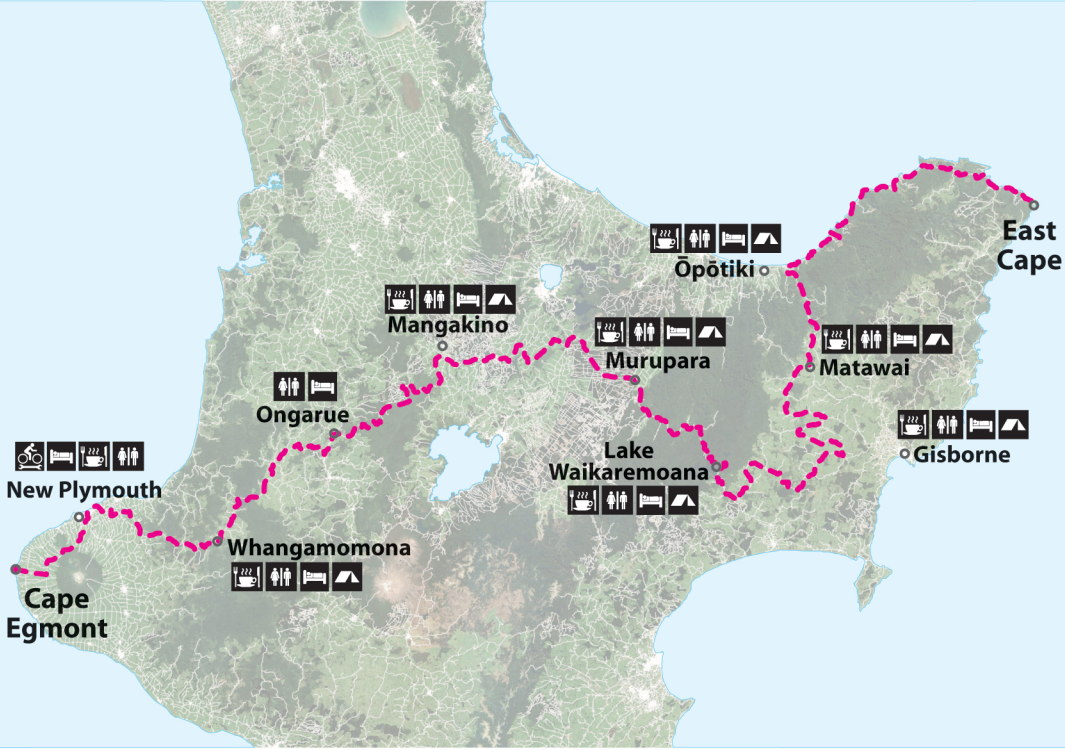 East
Cape
Ōpōtiki
Mangakino
Murupara
Matawai
Ongarue
Gisborne
Lake
Waikaremoana
New Plymouth
Whangamomona
Cape
Egmont